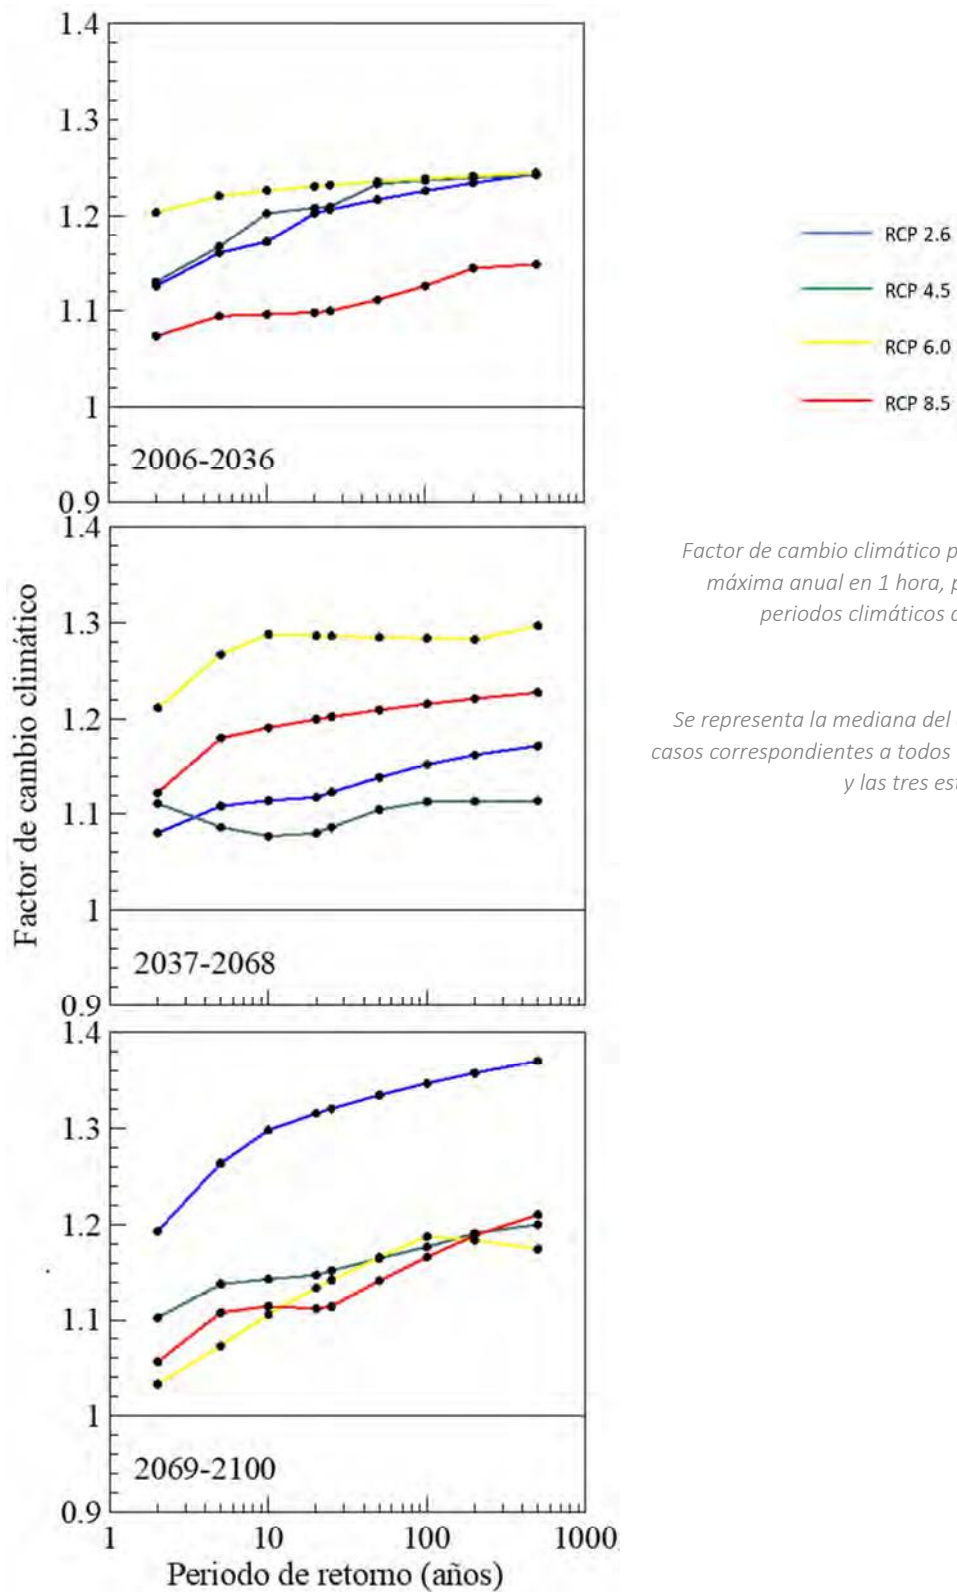 1.4
1.3
1.2
1.1
1
0.9
2006-2036
RCP 2.6
RCP 4.5
RCP 6.0
RCP 8.5
1.4
1.3
1.2
1.1
1
0.9
2037-2068
Factor de cambio climático
Factor de cambio climático p
máxima anual en 1 hora, p
periodos climáticos
Se representa la mediana del
casos correspondientes a todos
y las tres est
1.4
1.3
1.2
1.1
1
0.9
2069-2100
1 10 100 1000
Periodo de retorno (años)